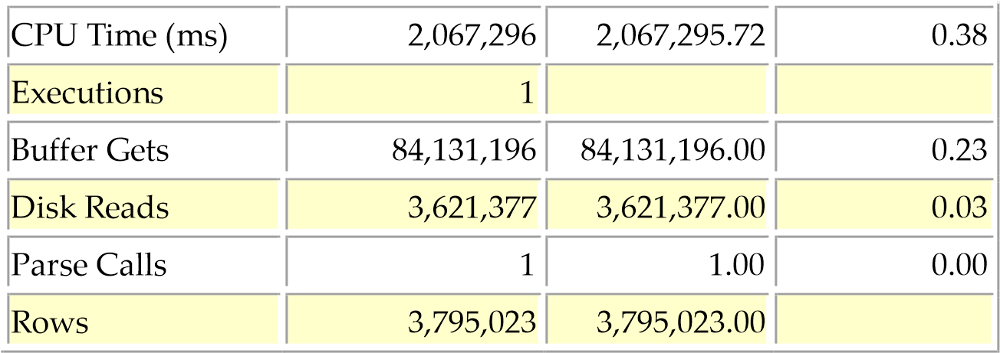 CPU Time (ms) 2,067,296 2,067,295.72 0.38
Executions 1
Buffer Gets 84,131,196 84,131,196.00 0.23
Disk Reads 3,621,377 3,621,377.00 0.03
Parse Calls 1 1.00 0.00
Rows 3,795,023 3,795,023.00